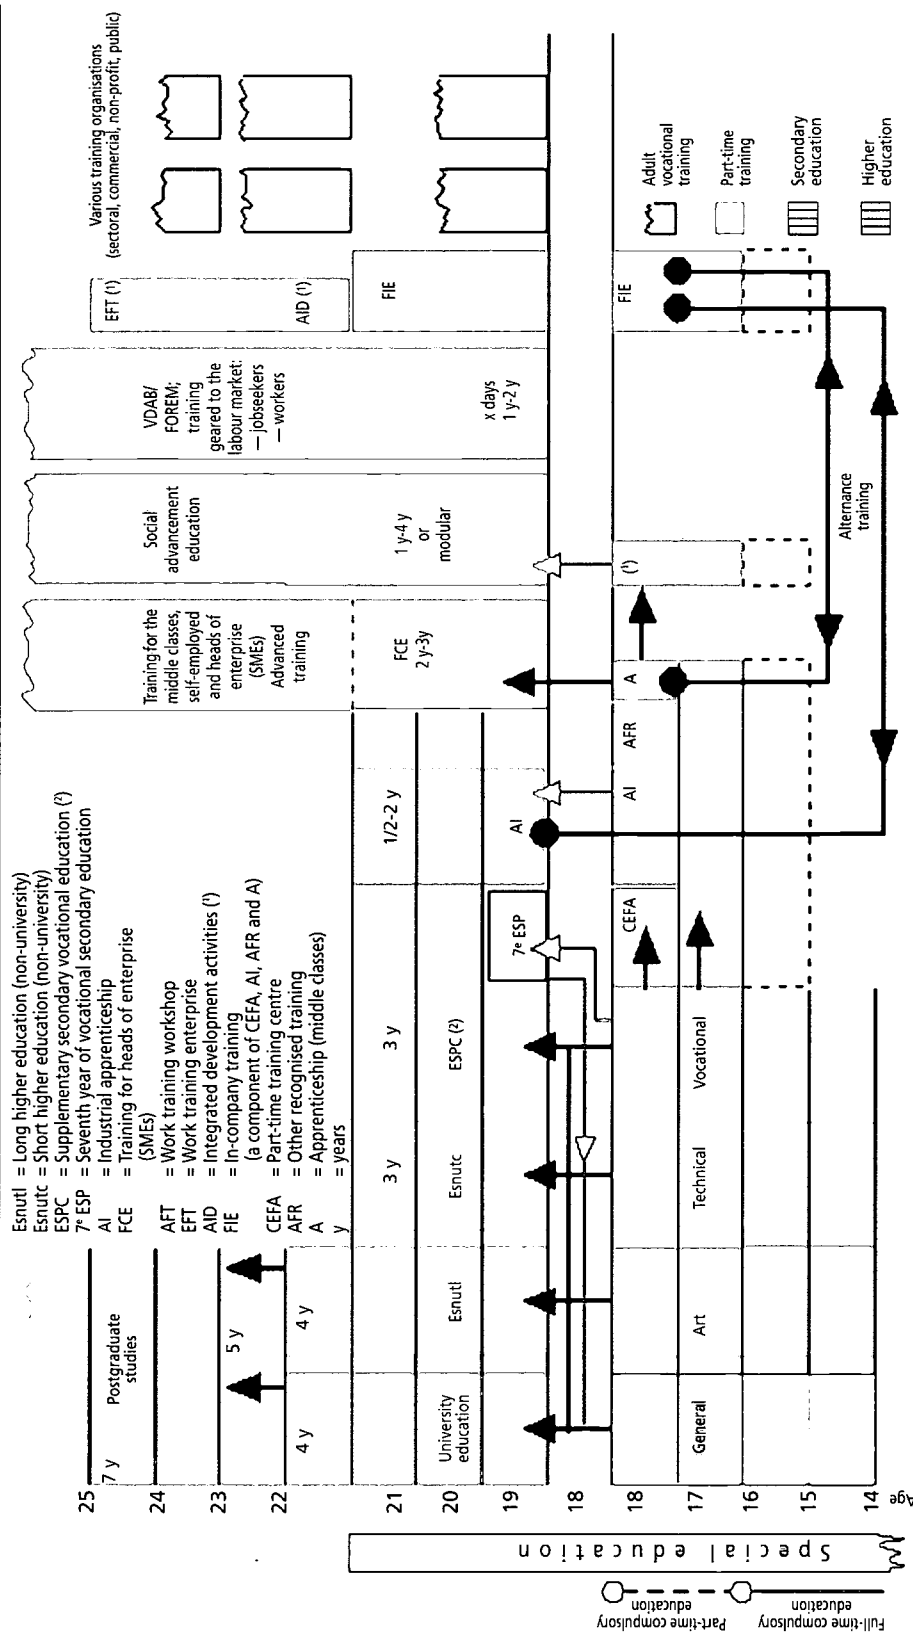 Esnutl = Long higher education (non-university)
Esnutc = Short higher education (non-university)
ESPC = Supplementary secondary vocational education (²)
7ᵉ ESP = Seventh year of vocational secondary education
AI = Industrial apprenticeship
FCE = Training for heads of enterprise
(SMEs)
AFT = Work training workshop
EFT = Work training enterprise
AID = Integrated development activities (¹)
FIE = In-company training
(a component of CEFA, AI, AFR and A)
CEFA = Part-time training centre
AFR = Other recognised training
A = Apprenticeship (middle classes)
y = years
Various training organisations
(sectoral, commercial, non-profit, public)
25
24
23
22
21
20
19
18
18
17
16
15
14
Age
7 y
Postgraduate
studies
5 y
4 y
4 y
3 y
3 y
1/2-2 y
University
education
Esnutl
Esnutc
ESPC (²)
7ᵉ ESP
AI
Training for the
middle classes,
self-employed
and heads of
enterprise
(SMEs)
Advanced
training
FCE
2 y-3y
Social
advancement
education
1 y-4 y
or
modular
VDAB/
FOREM;
training
geared to the
labour market:
— jobseekers
— workers
x days
1 y-2 y
EFT (¹)
AID (¹)
FIE
General
Art
Technical
Vocational
CEFA
AI
AFR
A
(¹)
FIE
Alternance
training
Adult
vocational
training
Part-time
training
Secondary
education
Higher
education
Special education
Part-time compulsory
education
Full-time compulsory
education